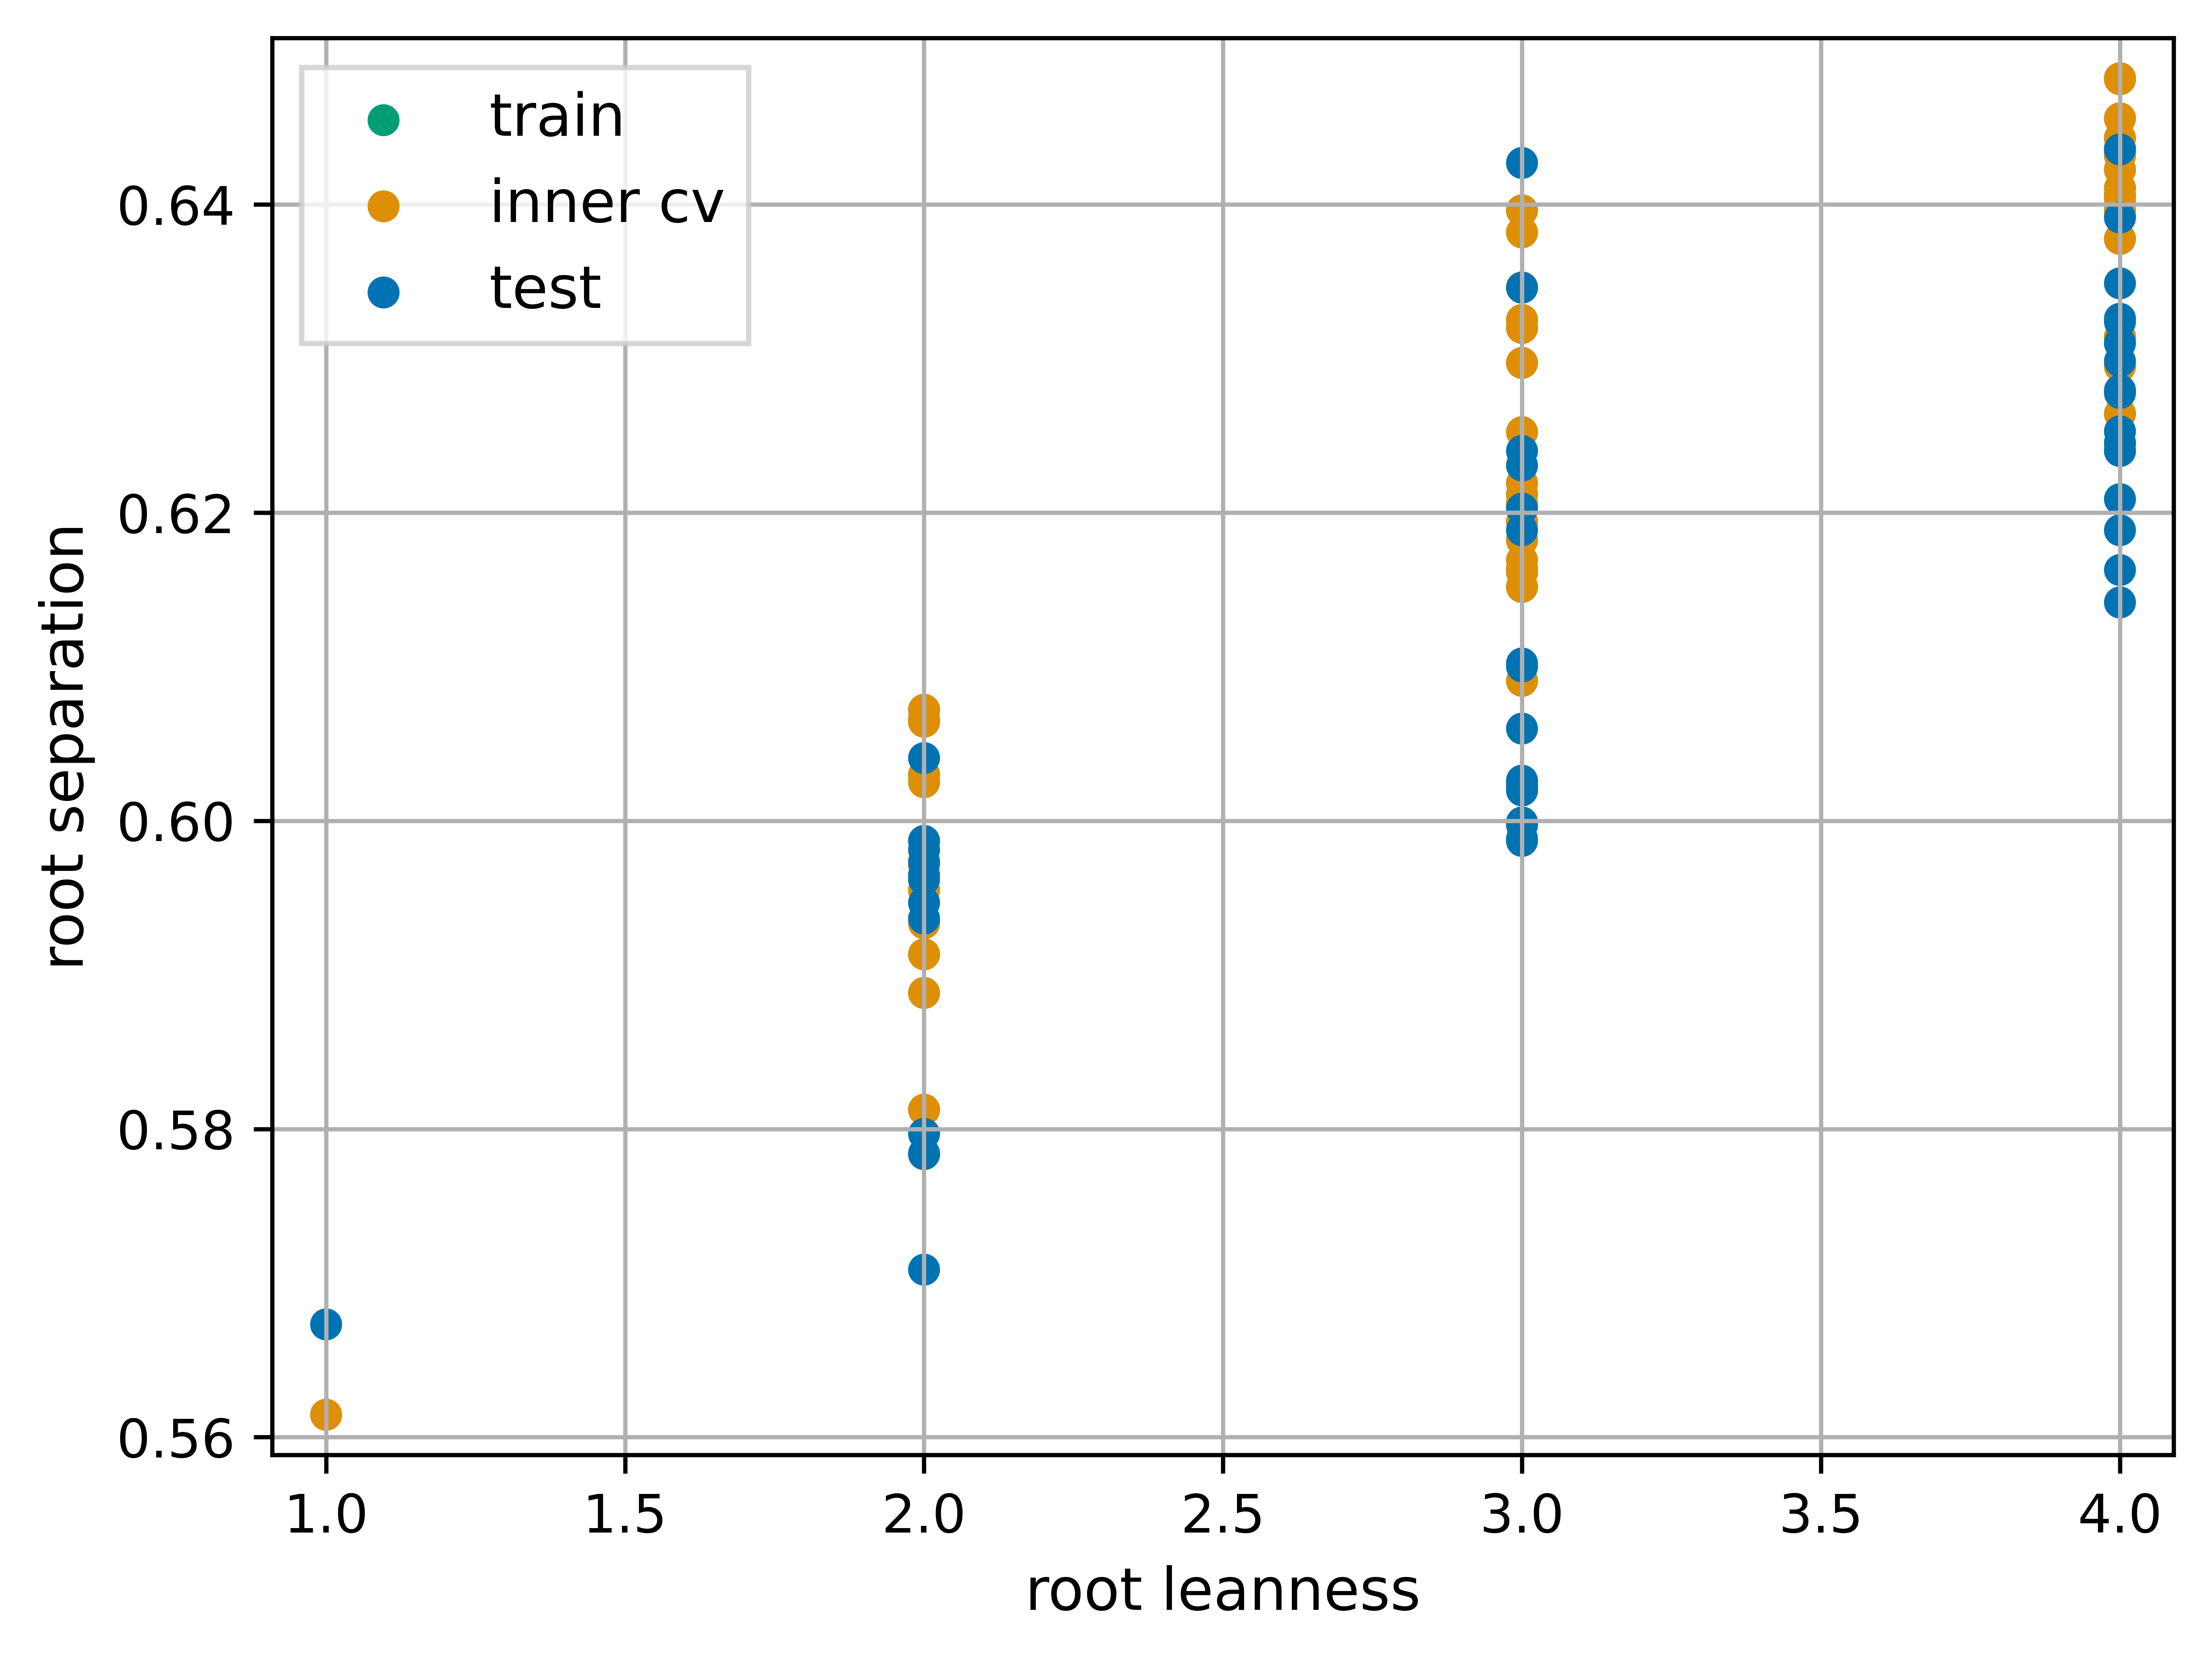 train
inner cv
test
root separation
0.64
0.62
0.60
0.58
0.56
1.0 1.5 2.0 2.5 3.0 3.5 4.0
root leanness